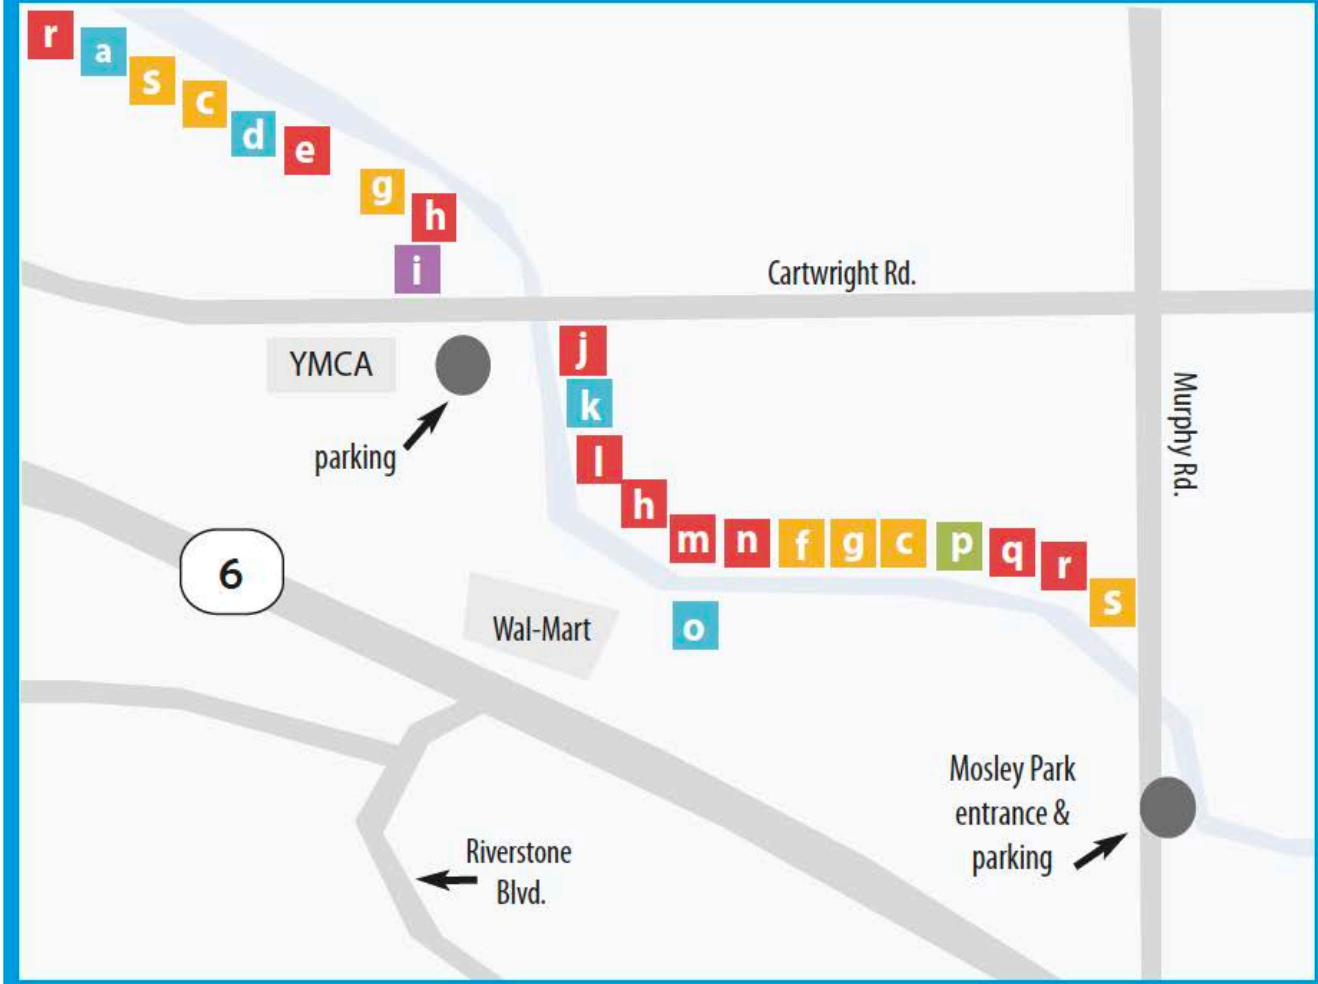 r
a
s
c
d
e
g
h
i
Cartwright Rd.
YMCA
parking
j
k
l
h
m
n
f
g
c
p
q
r
s
o
Murphy Rd.
6
Wal-Mart
Mosley Park
entrance &
parking
Riverstone
Blvd.